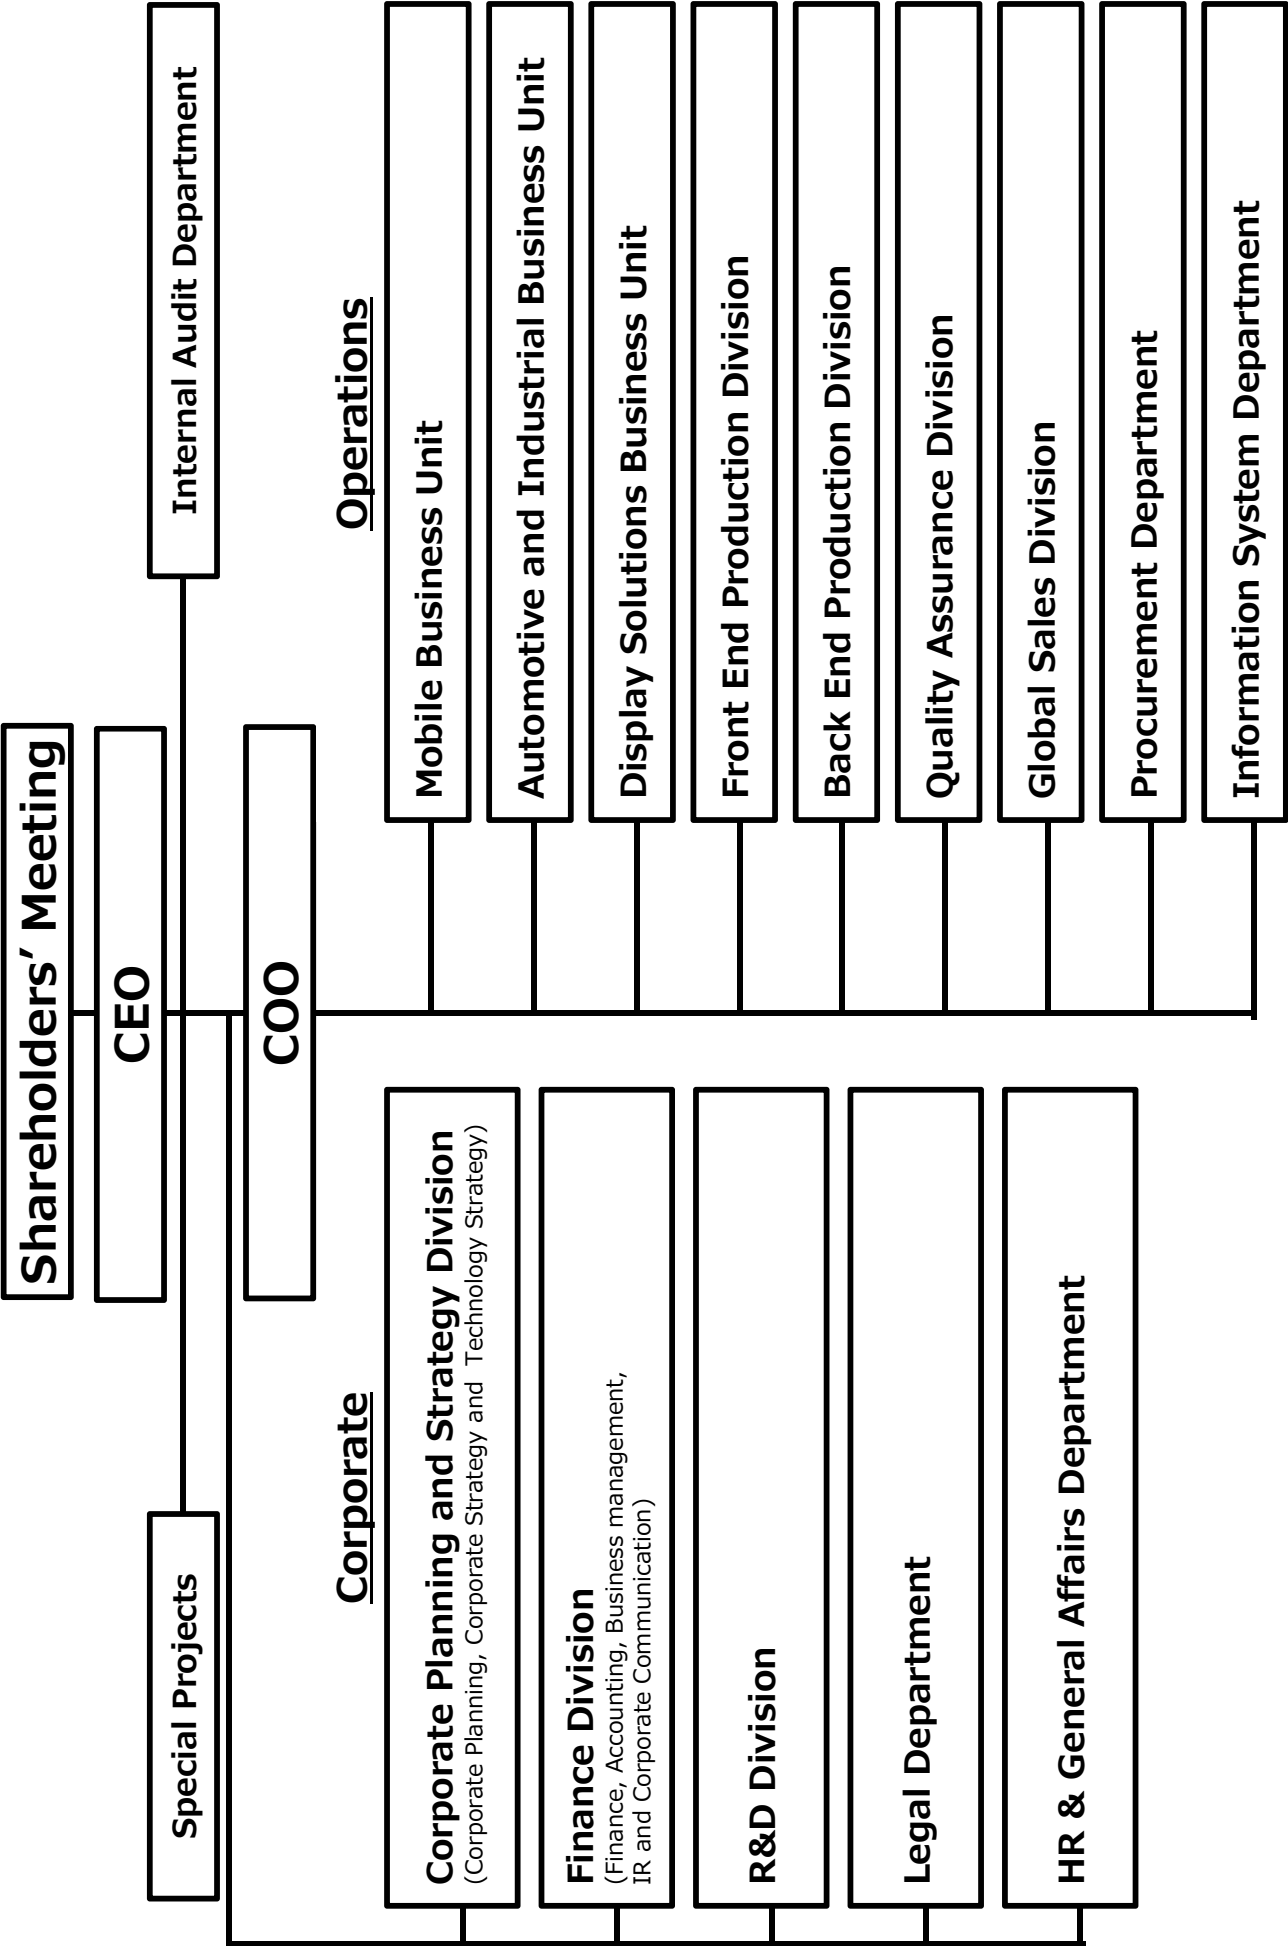 Shareholders’ Meeting
CEO
Special Projects
Internal Audit Department
COO
Corporate
Corporate Planning and Strategy Division
(Corporate Planning, Corporate Strategy and Technology Strategy)
Finance Division
(Finance, Accounting, Business management,
IR and Corporate Communication)
R&D Division
Legal Department
HR & General Affairs Department
Operations
Mobile Business Unit
Automotive and Industrial Business Unit
Display Solutions Business Unit
Front End Production Division
Back End Production Division
Quality Assurance Division
Global Sales Division
Procurement Department
Information System Department